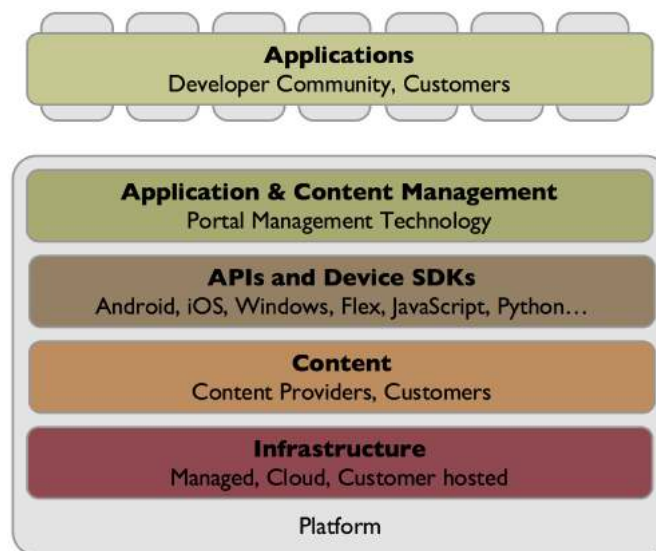 Applications
Developer Community, Customers
Application & Content Management
Portal Management Technology
APIs and Device SDKs
Android, iOS, Windows, Flex, JavaScript, Python…
Content
Content Providers, Customers
Infrastructure
Managed, Cloud, Customer hosted
Platform